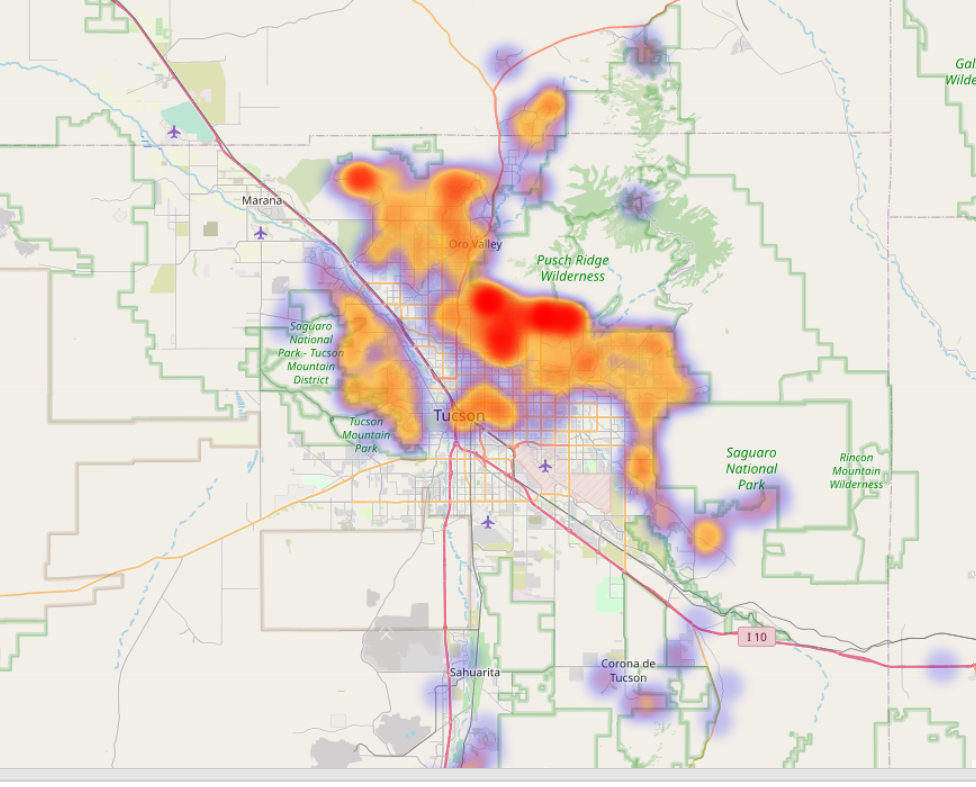 Gal
Wilde
Marana
Oro Valley
Pusch Ridge
Wilderness
Saguaro
National
Park - Tucson
Mountain
District
Tucson
Tucson
Mountain
Park
Saguaro
National
Park
Rincon
Mountain
Wilderness
I 10
Sahuarita
Corona de
Tucson